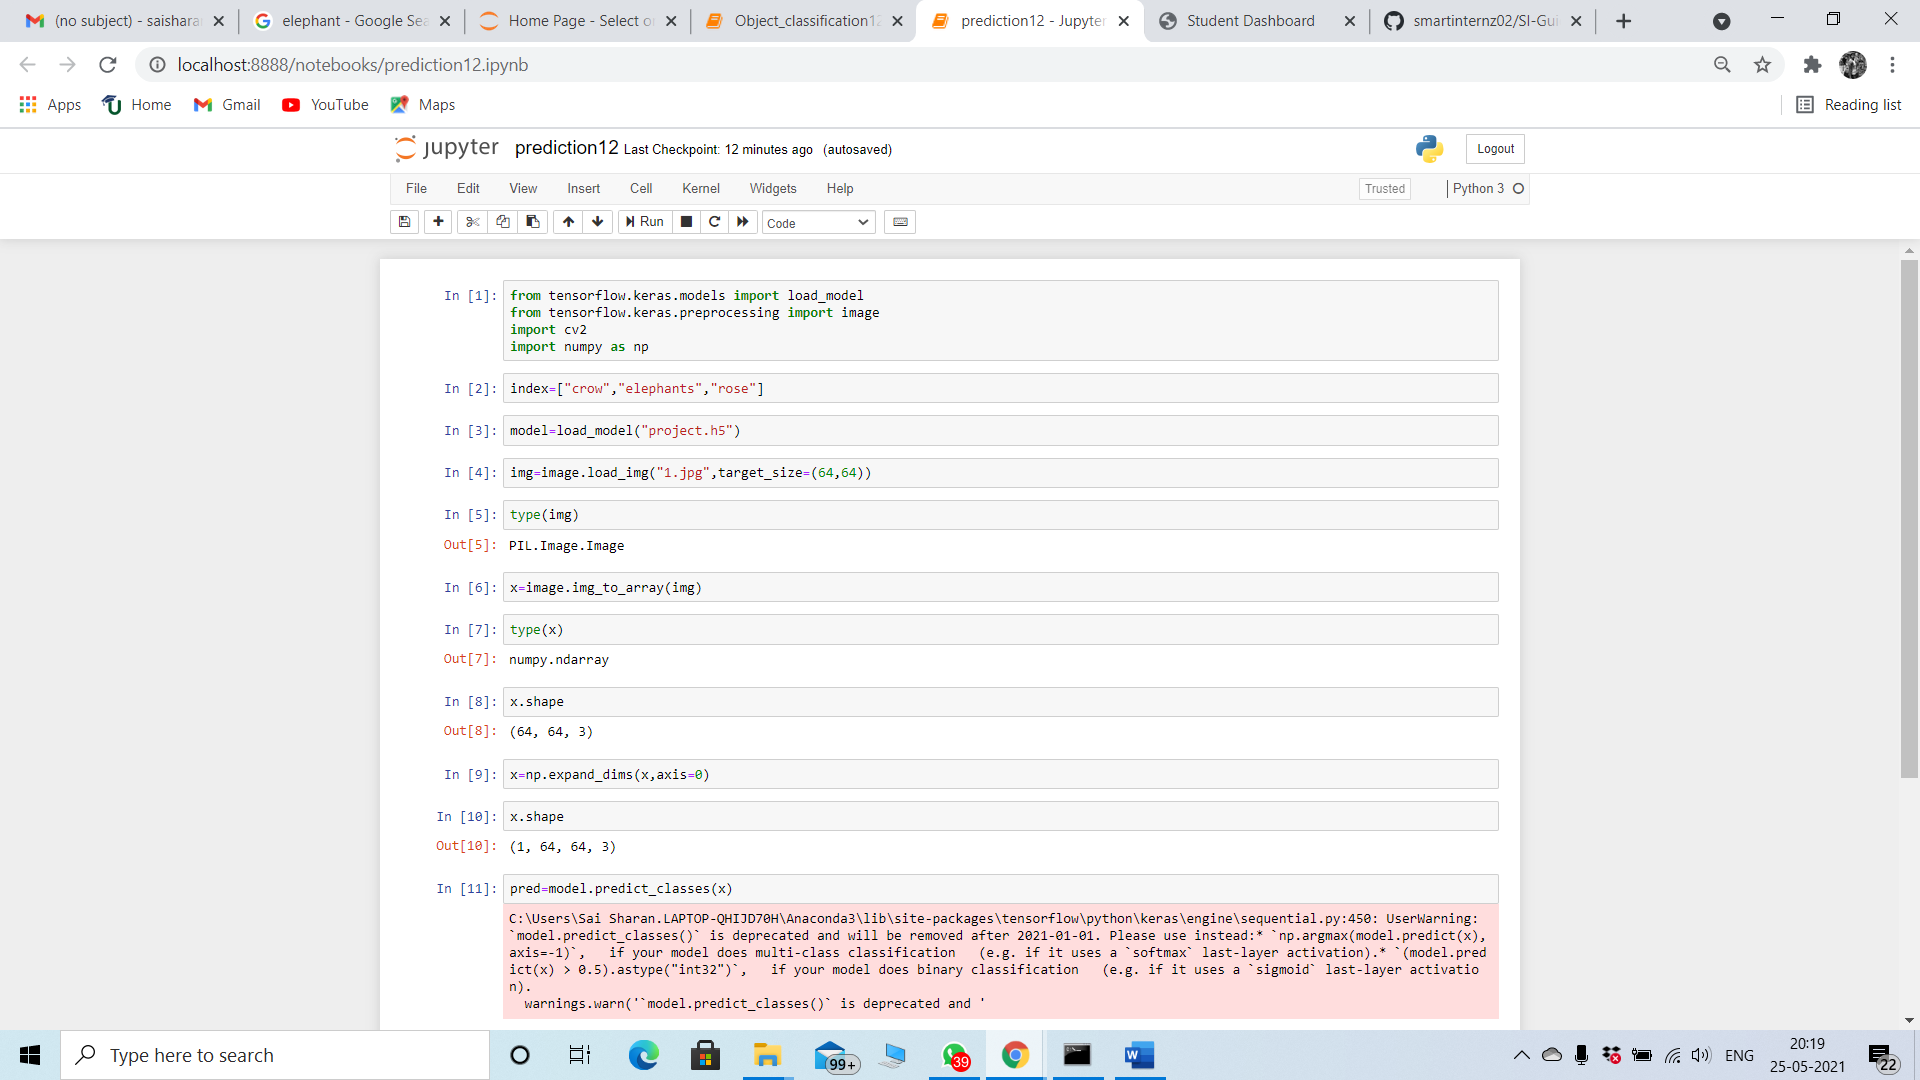 (no subject) - saishara
elephant - Google Sea
Home Page - Select o
Object_classification12
prediction12 - Jupyter
Student Dashboard
smartinternz02/SI-Gui
localhost:8888/notebooks/prediction12.ipynb
Apps Home Gmail YouTube Maps Reading list
jupyter prediction12 Last Checkpoint: 12 minutes ago (autosaved) Logout
File Edit View Insert Cell Kernel Widgets Help Trusted Python 3
Run Code
In [1]: from tensorflow.keras.models import load_model
from tensorflow.keras.preprocessing import image
import cv2
import numpy as np
In [2]: index=["crow","elephants","rose"]
In [3]: model=load_model("project.h5")
In [4]: img=image.load_img("1.jpg",target_size=(64,64))
In [5]: type(img)
Out[5]: PIL.Image.Image
In [6]: x=image.img_to_array(img)
In [7]: type(x)
Out[7]: numpy.ndarray
In [8]: x.shape
Out[8]: (64, 64, 3)
In [9]: x=np.expand_dims(x,axis=0)
In [10]: x.shape
Out[10]: (1, 64, 64, 3)
In [11]: pred=model.predict_classes(x)
C:\Users\Sai Sharan.LAPTOP-QHIJD70H\Anaconda3\lib\site-packages\tensorflow\python\keras\engine\sequential.py:450: UserWarning:
`model.predict_classes()` is deprecated and will be removed after 2021-01-01. Please use instead:* `np.argmax(model.predict(x),
axis=-1)`,   if your model does multi-class classification   (e.g. if it uses a `softmax` last-layer activation).* `(model.pred
ict(x) > 0.5).astype("int32")`,   if your model does binary classification   (e.g. if it uses a `sigmoid` last-layer activatio
n).
warnings.warn('`model.predict_classes()` is deprecated and '
Type here to search
99+
39
W
ENG
20:19
25-05-2021
22